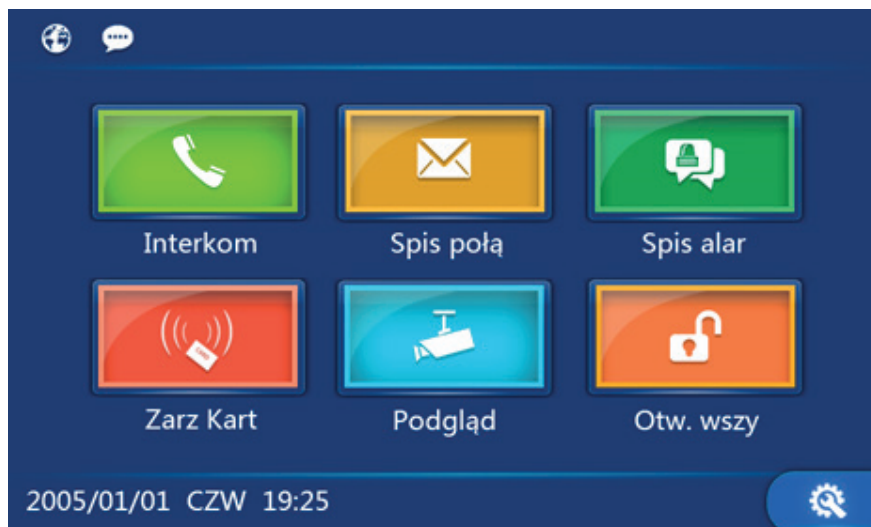 Interkom Spis połą Spis alar
Zarz Kart Podgląd Otw. wszy
2005/01/01 CZW 19:25